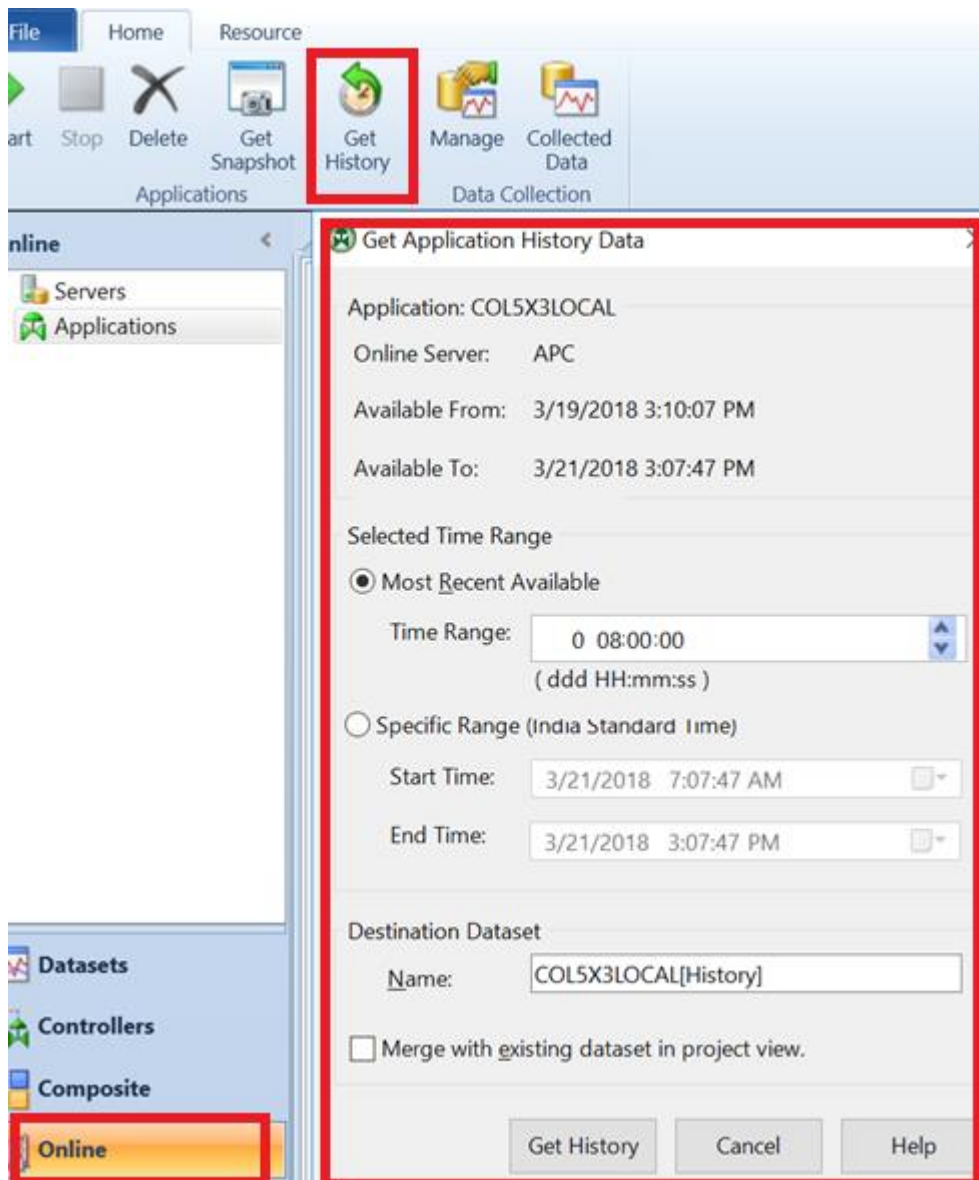 File Home Resource
art Stop Delete Get Snapshot Get History Manage Collected Data
Applications Data Collection
nline
Servers
Applications
Get Application History Data
Application: COL5X3LOCAL
Online Server: APC
Available From: 3/19/2018 3:10:07 PM
Available To: 3/21/2018 3:07:47 PM
Selected Time Range
Most Recent Available
Time Range: 0 08:00:00
( ddd HH:mm:ss )
Specific Range (India Standard Time)
Start Time: 3/21/2018 7:07:47 AM
End Time: 3/21/2018 3:07:47 PM
Destination Dataset
Name: COL5X3LOCAL[History]
Merge with existing dataset in project view.
Get History Cancel Help
Datasets
Controllers
Composite
Online